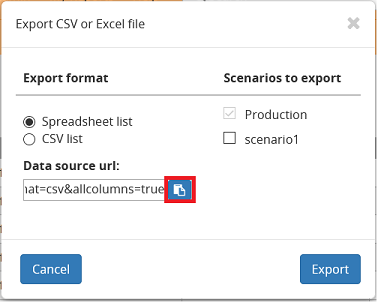 Export CSV or Excel file
Export format
Scenarios to export
Spreadsheet list
CSV list
Production
scenario1
Data source url:
mat=csv&allcolumns=true
Cancel
Export